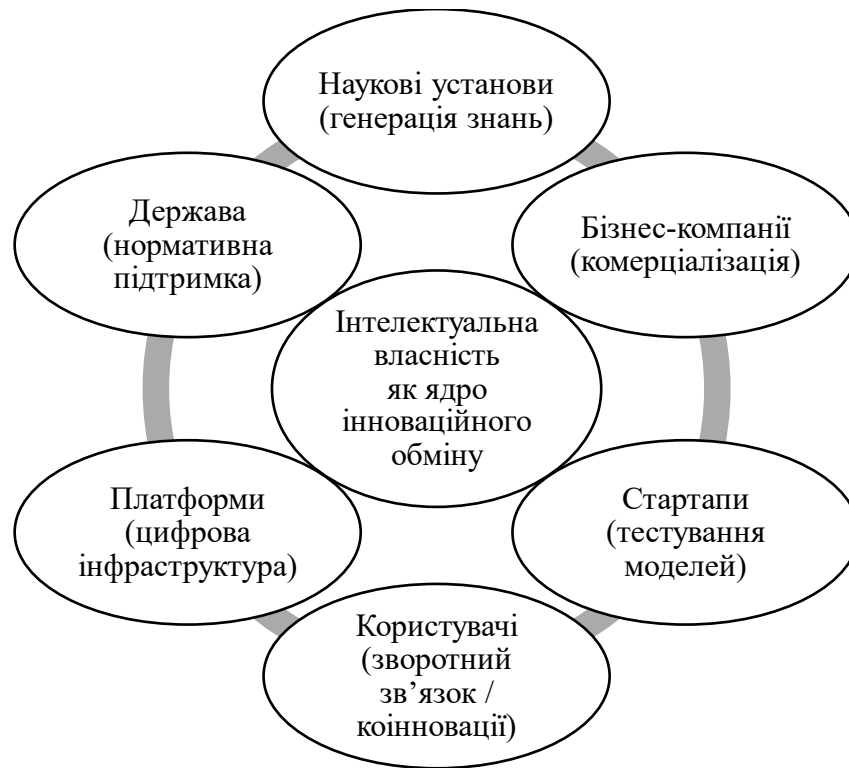 Наукові установи
(генерація знань)
Держава
(нормативна
підтримка)
Бізнес-компанії
(комерціалізація)
Інтелектуальна
власність
як ядро
інноваційного
обміну
Платформи
(цифрова
інфраструктура)
Стартапи
(тестування
моделей)
Користувачі
(зворотний
зв’язок /
коінновації)